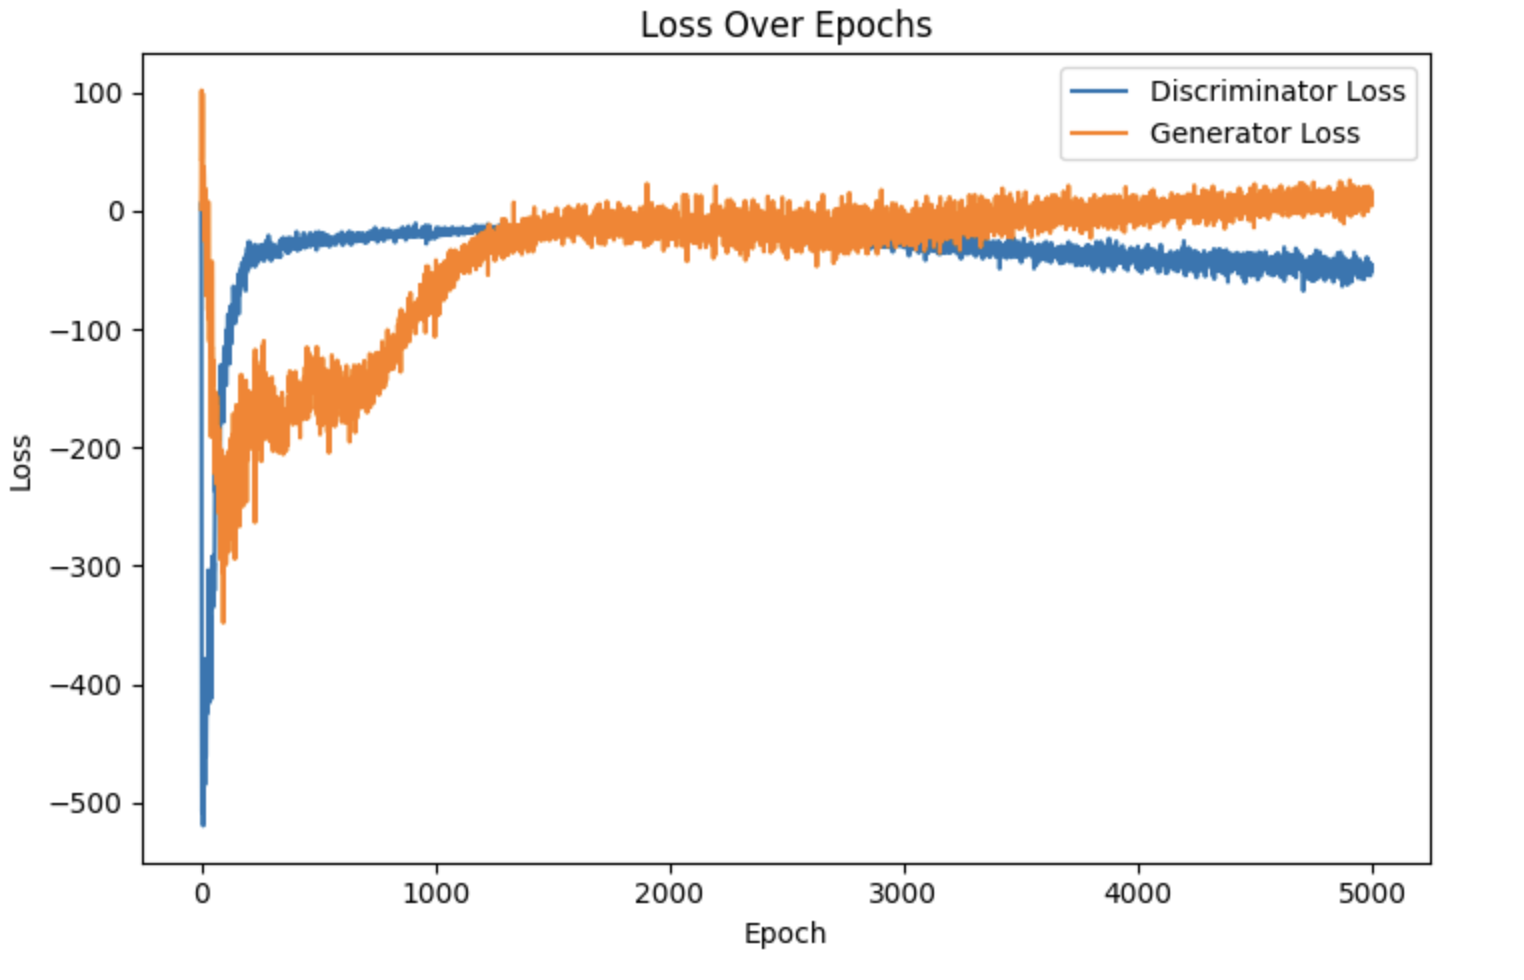 Loss Over Epochs
Discriminator Loss
Generator Loss
100
0
−100
−200
−300
−400
−500
Loss
0 1000 2000 3000 4000 5000
Epoch